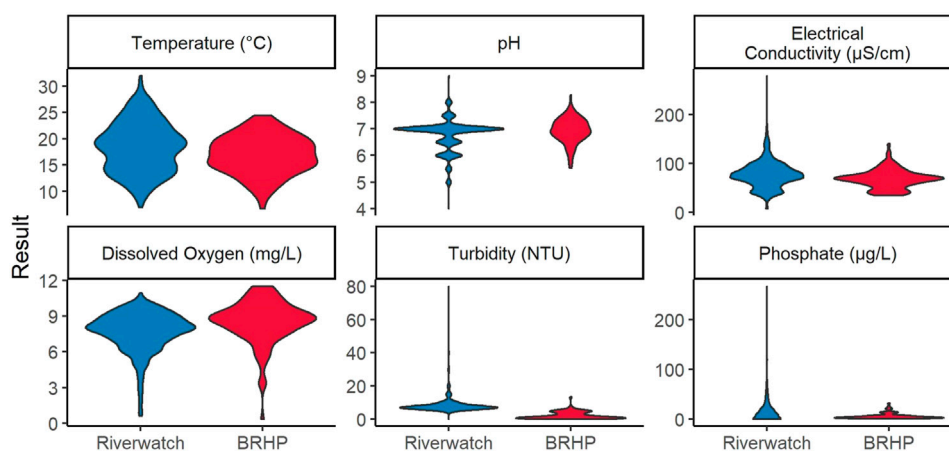 Temperature (°C)
pH
Electrical
Conductivity (µS/cm)
30
25
20
15
10
9
8
7
6
5
4
200
100
0
Result
Dissolved Oxygen (mg/L)
Turbidity (NTU)
Phosphate (µg/L)
12
9
6
3
0
80
60
40
20
0
200
100
0
Riverwatch BRHP
Riverwatch BRHP
Riverwatch BRHP